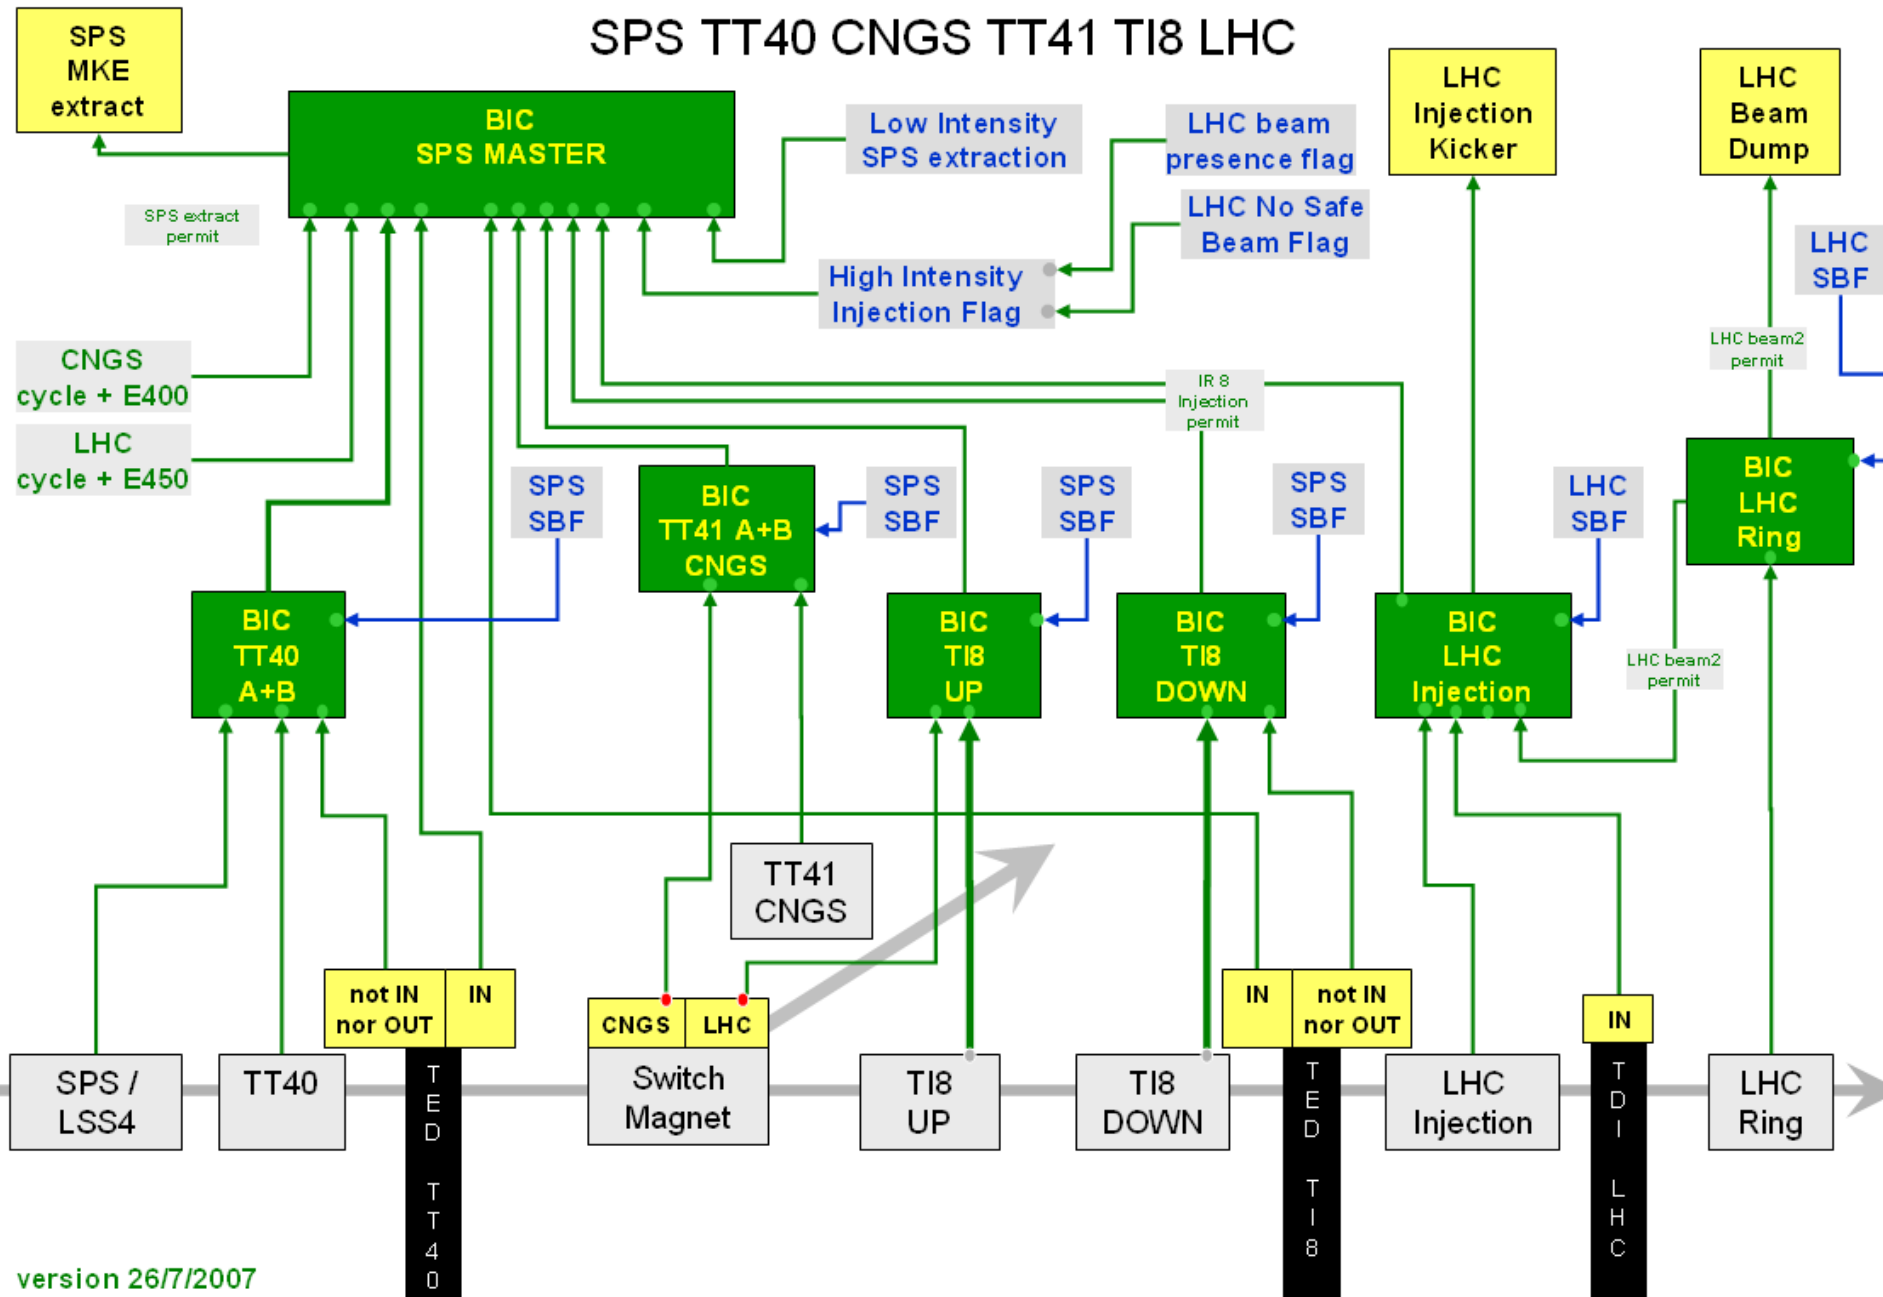 SPS TT40 CNGS TT41 TI8 LHC
SPS
MKE
extract
BIC
SPS MASTER
SPS extract
permit
Low Intensity
SPS extraction
LHC beam
presence flag
LHC No Safe
Beam Flag
High Intensity
Injection Flag
LHC
Injection
Kicker
LHC
Beam
Dump
LHC
SBF
CNGS
cycle + E400
LHC
cycle + E450
IR 8
Injection
permit
LHC beam2
permit
SPS
SBF
BIC
TT41 A+B
CNGS
SPS
SBF
SPS
SBF
SPS
SBF
LHC
SBF
BIC
LHC
Ring
BIC
TT40
A+B
BIC
TI8
UP
BIC
TI8
DOWN
BIC
LHC
Injection
LHC beam2
permit
TT41
CNGS
not IN
nor OUT
IN
CNGS
LHC
IN
not IN
nor OUT
IN
SPS /
LSS4
TT40
TED TT40
Switch
Magnet
TI8
UP
TI8
DOWN
TED TI8
LHC
Injection
TDI LHC
LHC
Ring
version 26/7/2007